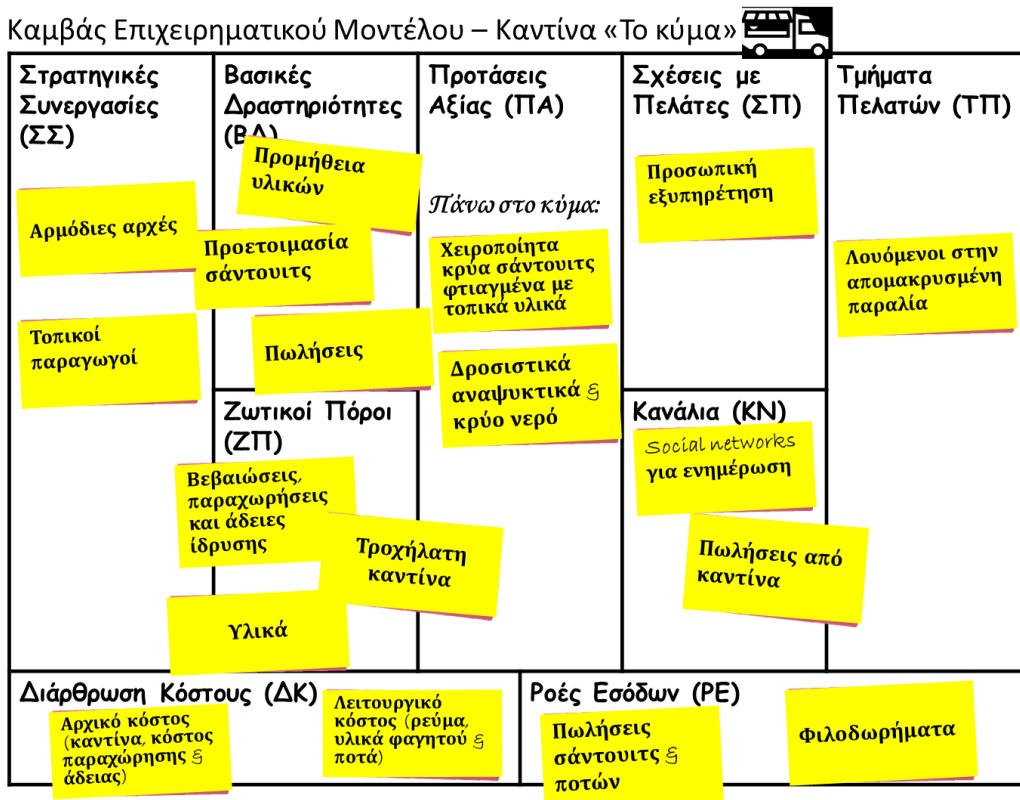 Καμβάς Επιχειρηματικού Μοντέλου – Καντίνα «Το κύμα»
Στρατηγικές
Συνεργασίες
(ΣΣ)
Αρμόδιες αρχές
Τοπικοί
παραγωγοί
Βασικές
Δραστηριότητες
(ΒΔ)
Προμήθεια
υλικών
Προετοιμασία
σάντουιτς
Πωλήσεις
Ζωτικοί Πόροι
(ΖΠ)
Βεβαιώσεις,
παραχωρήσεις
και άδειες
ίδρυσης
Τροχήλατη
καντίνα
Υλικά
Προτάσεις
Αξίας (ΠΑ)
Πάνω στο κύμα:
Χειροποίητα
κρύα σάντουιτς
φτιαγμένα με
τοπικά υλικά
Δροσιστικά
αναψυκτικά &
κρύο νερό
Σχέσεις με
Πελάτες (ΣΠ)
Προσωπική
εξυπηρέτηση
Κανάλια (ΚΝ)
Social networks
για ενημέρωση
Πωλήσεις από
καντίνα
Τμήματα
Πελατών (ΤΠ)
Λουόμενοι στην
απομακρυσμένη
παραλία
Διάρθρωση Κόστους (ΔΚ)
Αρχικό κόστος
(καντίνα, κόστος
παραχώρησης &
άδειας)
Λειτουργικό
κόστος (ρεύμα,
υλικά φαγητού &
ποτά)
Ροές Εσόδων (ΡΕ)
Πωλήσεις
σάντουιτς &
ποτών
Φιλοδωρήματα